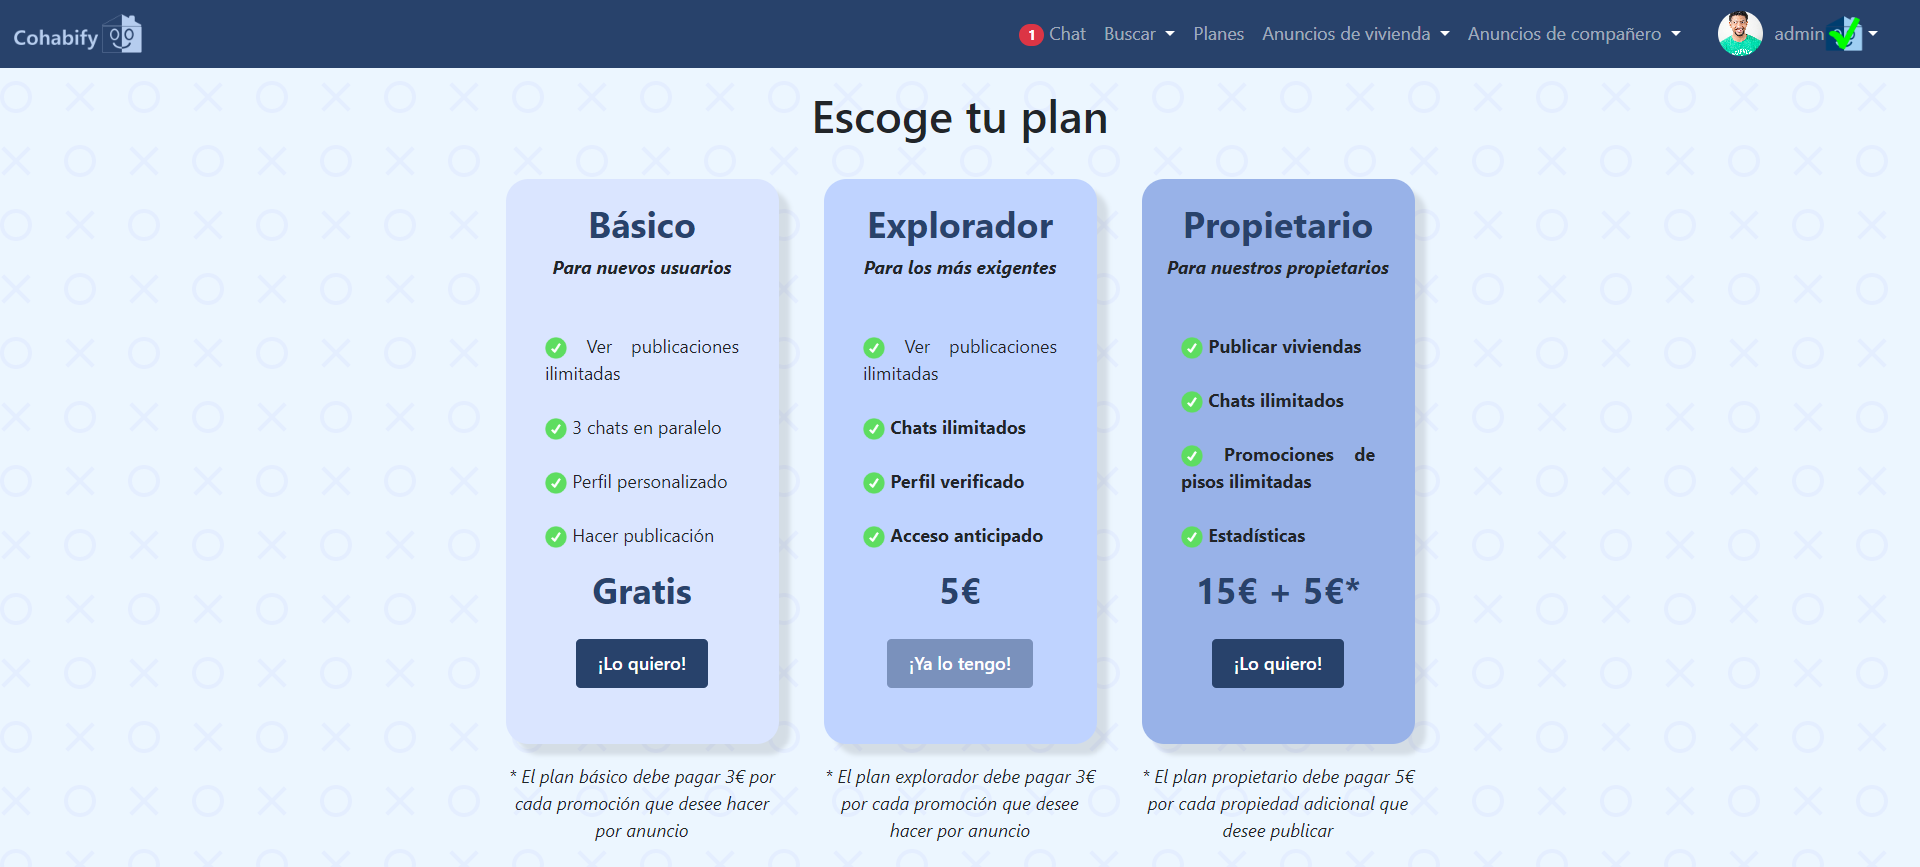 Cohabify
1 Chat Buscar Planes Anuncios de vivienda Anuncios de compañero admin
Escoge tu plan
Básico
Para nuevos usuarios
Ver publicaciones
ilimitadas
3 chats en paralelo
Perfil personalizado
Hacer publicación
Gratis
¡Lo quiero!
* El plan básico debe pagar 3€ por
cada promoción que desee hacer
por anuncio
Explorador
Para los más exigentes
Ver publicaciones
ilimitadas
Chats ilimitados
Perfil verificado
Acceso anticipado
5€
¡Ya lo tengo!
* El plan explorador debe pagar 3€
por cada promoción que desee
hacer por anuncio
Propietario
Para nuestros propietarios
Publicar viviendas
Chats ilimitados
Promociones de
pisos ilimitadas
Estadísticas
15€ + 5€*
¡Lo quiero!
* El plan propietario debe pagar 5€
por cada propiedad adicional que
desee publicar